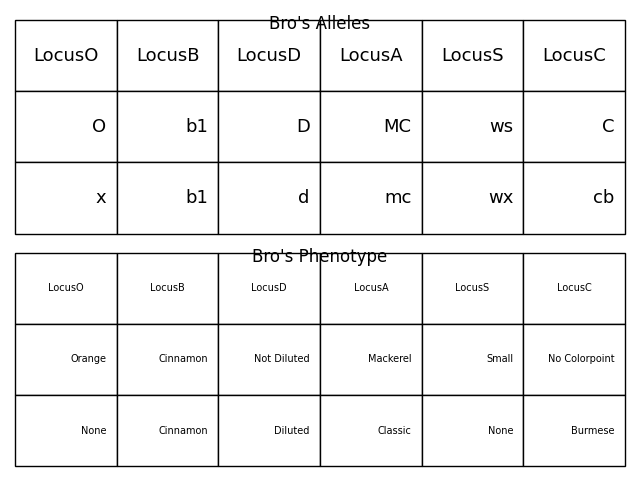 Bro's Alleles
LocusO LocusB LocusD LocusA LocusS LocusC
O b1 D MC ws C
x b1 d mc wx cb
Bro's Phenotype
LocusO LocusB LocusD LocusA LocusS LocusC
Orange Cinnamon Not Diluted Mackerel Small No Colorpoint
None Cinnamon Diluted Classic None Burmese